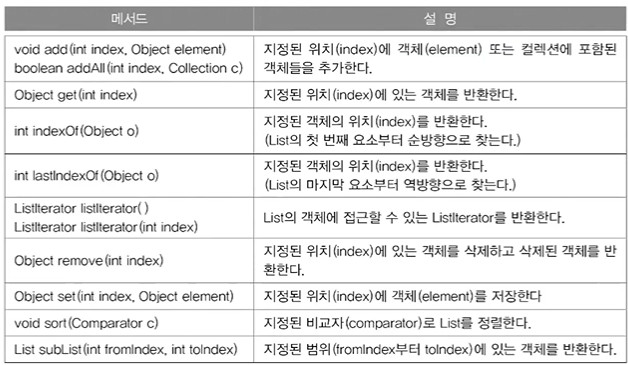 메서드 설 명
void add(int index, Object element)
boolean addAll(int index, Collection c)
지정된 위치(index)에 객체(element) 또는 컬렉션에 포함된
객체들을 추가한다.
Object get(int index)
지정된 위치(index)에 있는 객체를 반환한다.
int indexOf(Object o)
지정된 객체의 위치(index)를 반환한다.
(List의 첫 번째 요소부터 순방향으로 찾는다.)
int lastIndexOf(Object o)
지정된 객체의 위치(index)를 반환한다.
(List의 마지막 요소부터 역방향으로 찾는다.)
ListIterator listIterator( )
ListIterator listIterator(int index)
List의 객체에 접근할 수 있는 ListIterator를 반환한다.
Object remove(int index)
지정된 위치(index)에 있는 객체를 삭제하고 삭제된 객체를 반
환한다.
Object set(int index, Object element)
지정된 위치(index)에 객체(element)를 저장한다
void sort(Comparator c)
지정된 비교자(comparator)로 List를 정렬한다.
List subList(int fromIndex, int toIndex)
지정된 범위(fromIndex부터 toIndex)에 있는 객체를 반환한다.